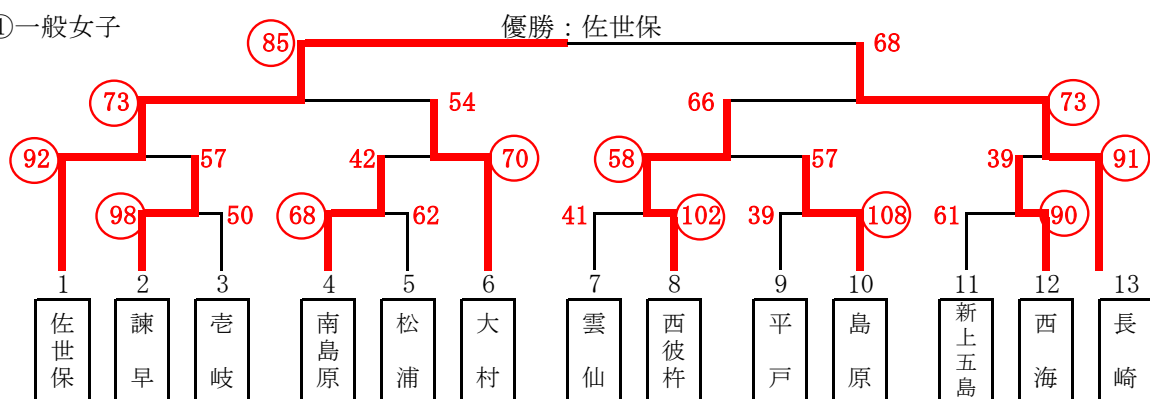 ①一般女子
優勝：佐世保
85
68
73
54
66
73
92
57
42
70
58
57
39
91
98
50
68
62
41
102
39
108
61
90
1
2
3
4
5
6
7
8
9
10
11
12
13
佐世保
諫早
壱岐
南島原
松浦
大村
雲仙
西彼杵
平戸
島原
新上五島
西海
長崎